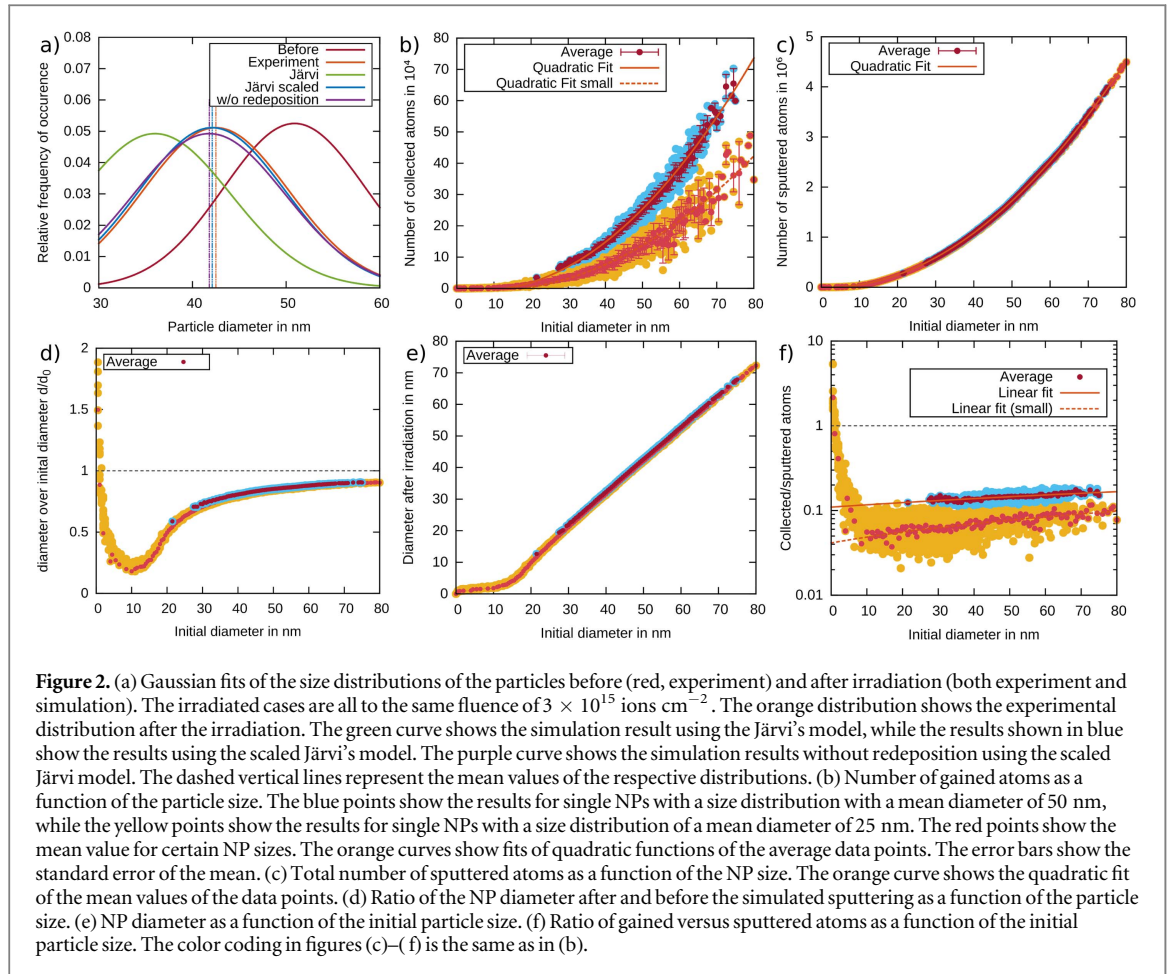 a)
0.08
0.07
0.06
0.05
0.04
0.03
0.02
0.01
0
30
40
50
60
Relative frequency of occurrence
Particle diameter in nm
Before
Experiment
Järvi
Järvi scaled
w/o redeposition
b)
80
70
60
50
40
30
20
10
0
0 10 20 30 40 50 60 70 80
Number of collected atoms in 10⁴
Initial diameter in nm
Average
Quadratic Fit
Quadratic Fit small
c)
5
4
3
2
1
0
0 10 20 30 40 50 60 70 80
Number of sputtered atoms in 10⁶
Initial diameter in nm
Average
Quadratic Fit
d)
2
1.5
1
0.5
0
0 10 20 30 40 50 60 70 80
diameter over inital diameter d/d₀
Initial diameter in nm
Average
e)
80
70
60
50
40
30
20
10
0
0 10 20 30 40 50 60 70 80
Diameter after irradiation in nm
Initial diameter in nm
Average
f)
10
1
0.1
0.01
0 10 20 30 40 50 60 70 80
Collected/sputtered atoms
Initial diameter in nm
Average
Linear fit
Linear fit (small)
Figure 2. (a) Gaussian fits of the size distributions of the particles before (red, experiment) and after irradiation (both experiment and
simulation). The irradiated cases are all to the same fluence of 3 × 10¹⁵ ions cm⁻². The orange distribution shows the experimental
distribution after the irradiation. The green curve shows the simulation result using the Järvi's model, while the results shown in blue
show the results using the scaled Järvi's model. The purple curve shows the simulation results without redeposition using the scaled
Järvi model. The dashed vertical lines represent the mean values of the respective distributions. (b) Number of gained atoms as a
function of the particle size. The blue points show the results for single NPs with a size distribution with a mean diameter of 50 nm,
while the yellow points show the results for single NPs with a size distribution of a mean diameter of 25 nm. The red points show the
mean value for certain NP sizes. The orange curves show fits of quadratic functions of the average data points. The error bars show the
standard error of the mean. (c) Total number of sputtered atoms as a function of the NP size. The orange curve shows the quadratic fit
of the mean values of the data points. (d) Ratio of the NP diameter after and before the simulated sputtering as a function of the particle
size. (e) NP diameter as a function of the initial particle size. (f) Ratio of gained versus sputtered atoms as a function of the initial
particle size. The color coding in figures (c)–(f) is the same as in (b).